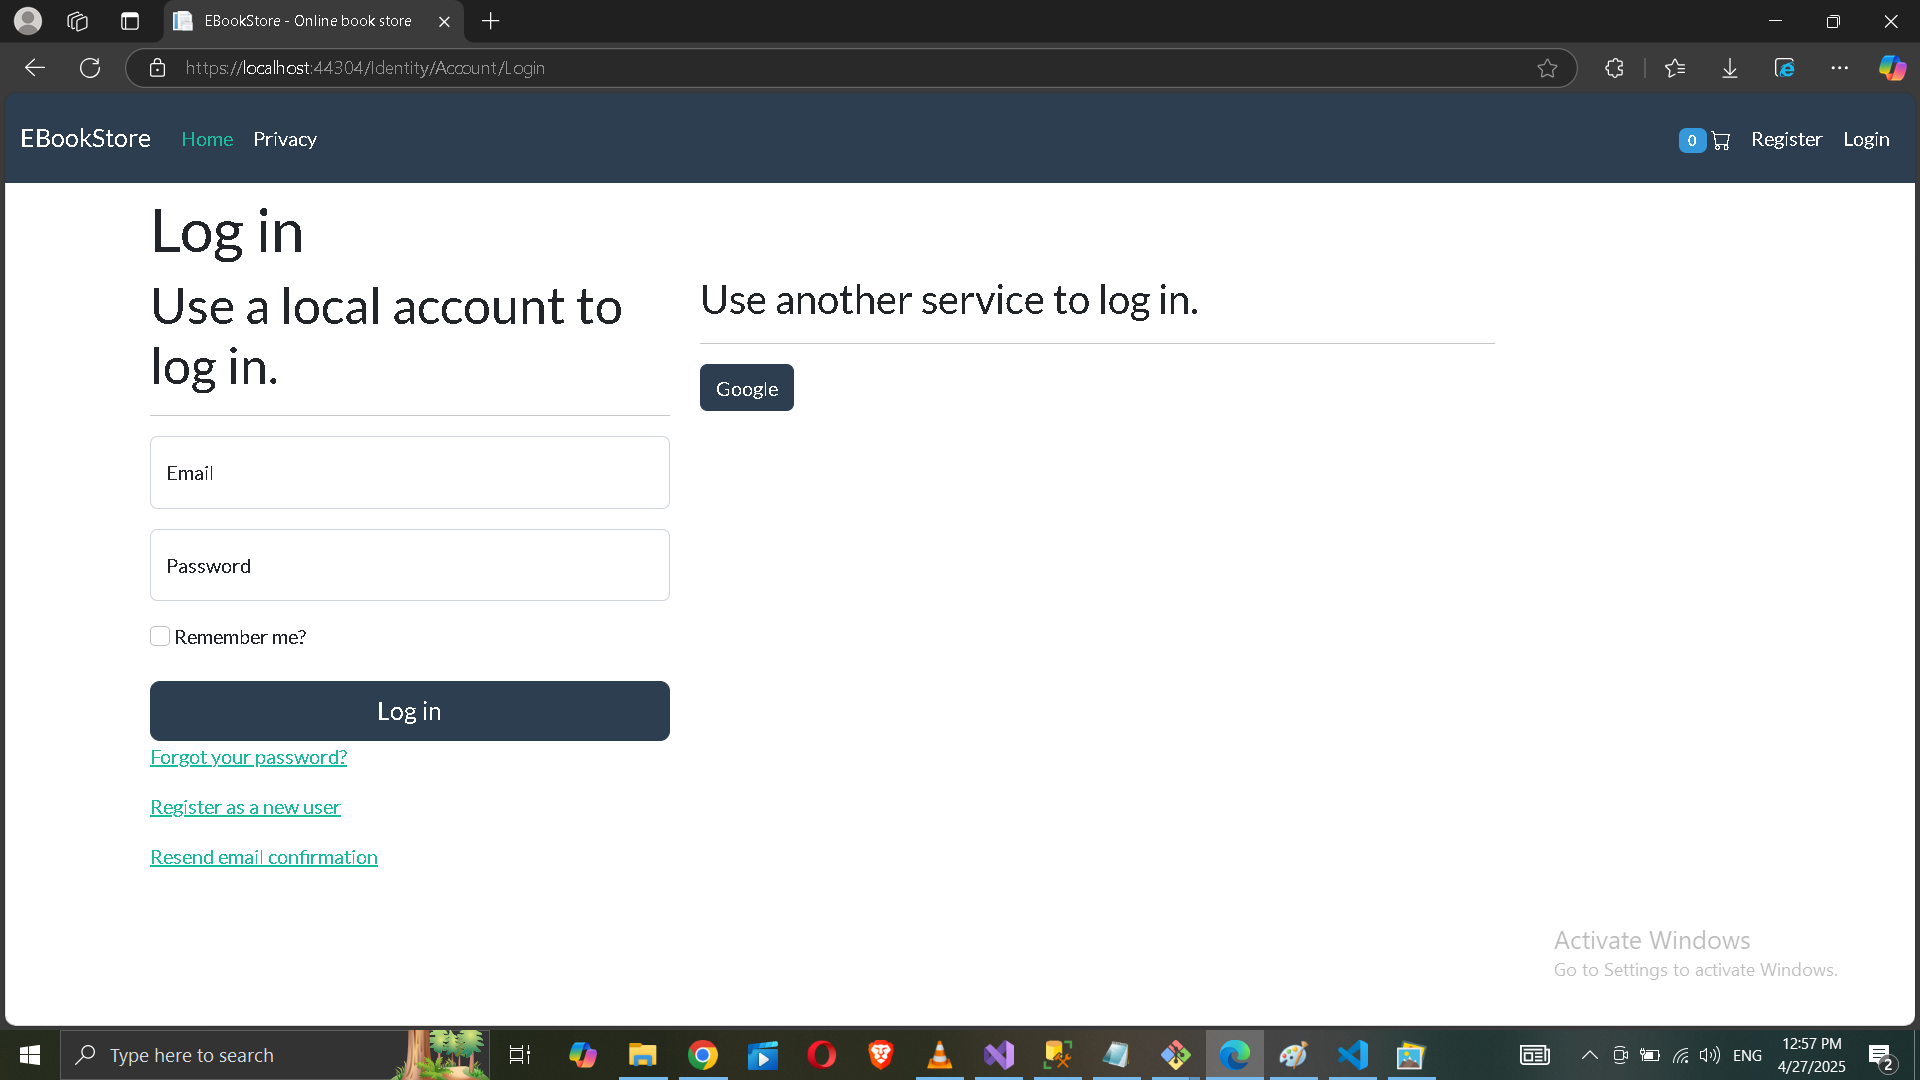 EBookStore - Online book store
https://localhost:44304/Identity/Account/Login
EBookStore
Home
Privacy
0
Register
Login
Log in
Use a local account to
log in.
Use another service to log in.
Google
Email
Password
Remember me?
Log in
Forgot your password?
Register as a new user
Resend email confirmation
Activate Windows
Go to Settings to activate Windows.
Type here to search
ENG
12:57 PM
4/27/2025
2